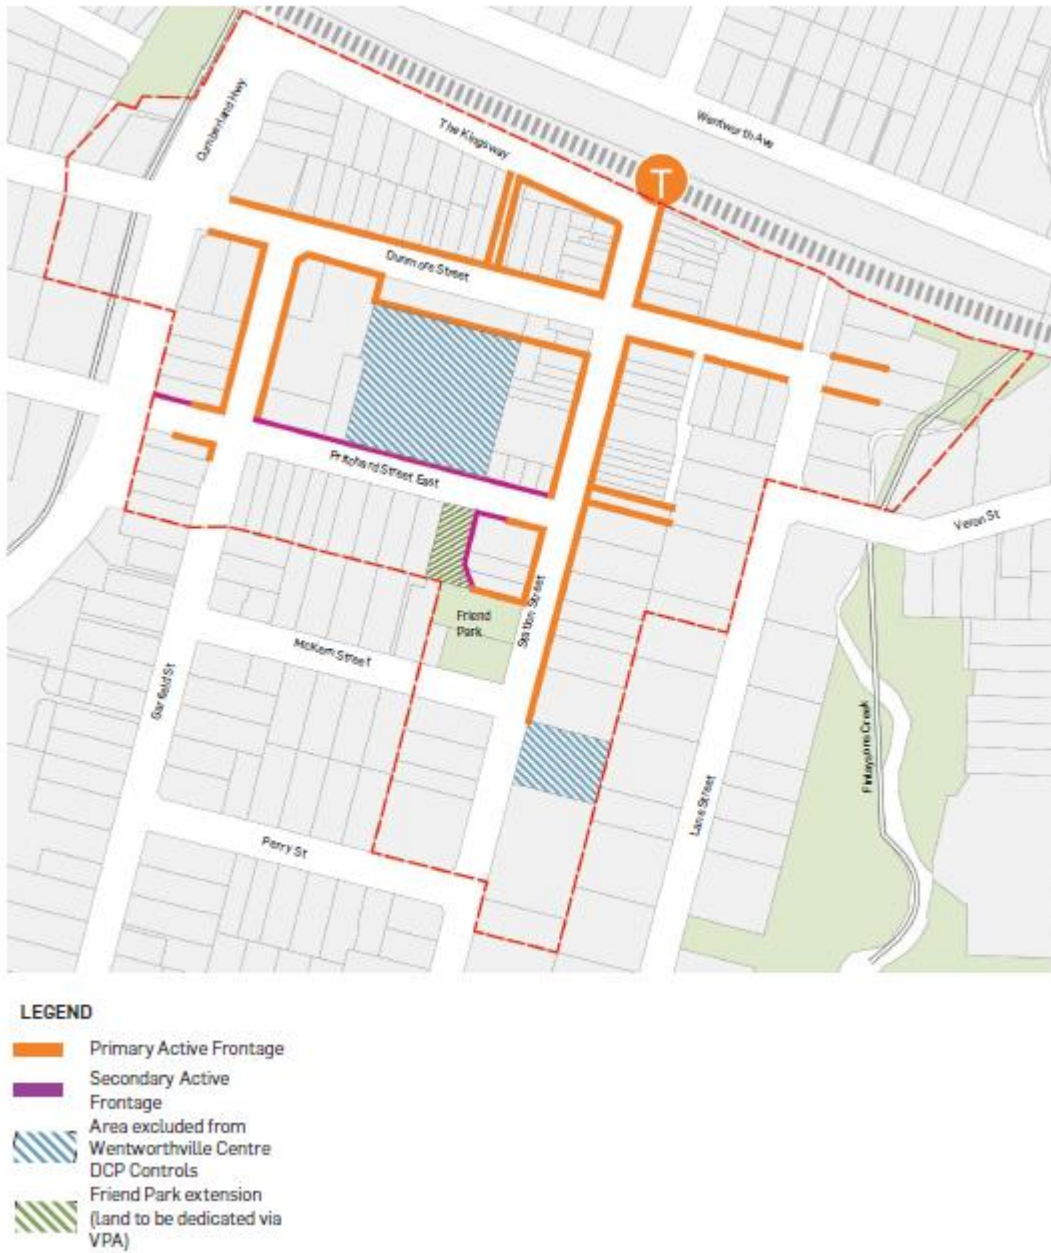 Cumberland Hwy
The Kingsway
Wentworth Ave
T
Dunmore Street
Pritchard Street East
Veron St
Friend
Park
Station Street
McKern Street
Garfield St
Finlaysons Creek
Lane Street
Perry St
LEGEND
Primary Active Frontage
Secondary Active
Frontage
Area excluded from
Wentworthville Centre
DCP Controls
Friend Park extension
(land to be dedicated via
VPA)